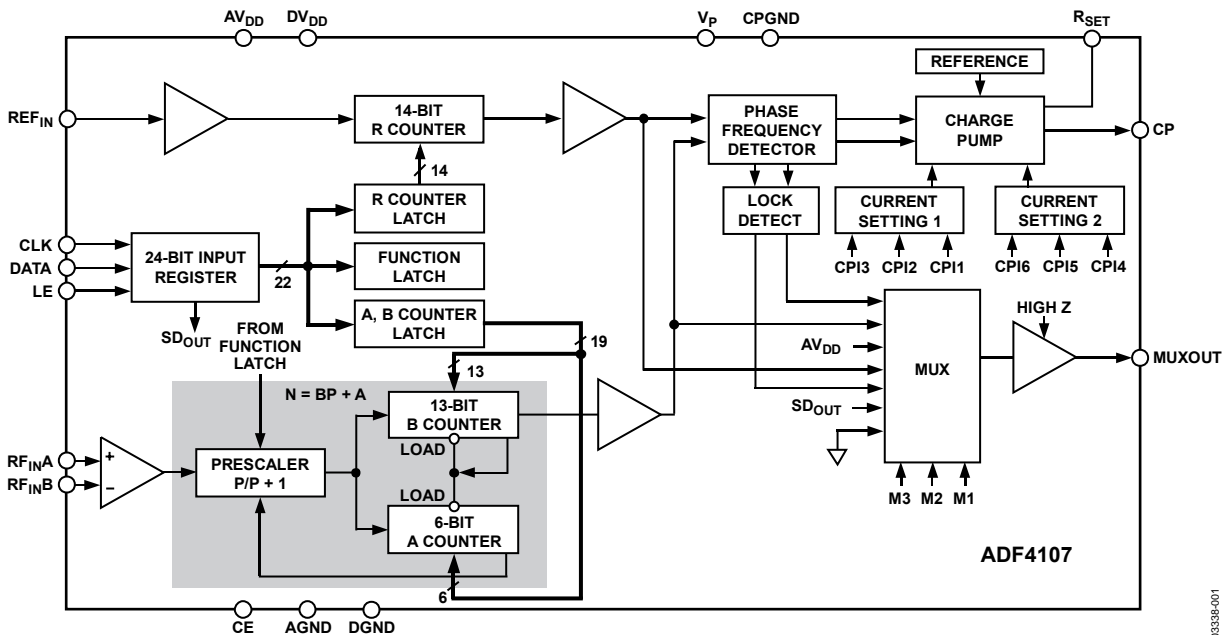 AVDD DVDD VP CPGND RSET
REFIN
14-BIT
R COUNTER
PHASE
FREQUENCY
DETECTOR
REFERENCE
CHARGE
PUMP
CP
14
R COUNTER
LATCH
LOCK
DETECT
CURRENT
SETTING 1
CURRENT
SETTING 2
CPI3 CPI2 CPI1
CPI6 CPI5 CPI4
CLK
DATA
LE
24-BIT INPUT
REGISTER
22
SDOUT
FUNCTION
LATCH
A, B COUNTER
LATCH
19
13
FROM
FUNCTION
LATCH
HIGH Z
AVDD
MUX
MUXOUT
SDOUT
M3 M2 M1
N = BP + A
13-BIT
B COUNTER
LOAD
RFINA
RFINB
+
–
PRESCALER
P/P + 1
LOAD
6-BIT
A COUNTER
6
ADF4107
CE AGND DGND